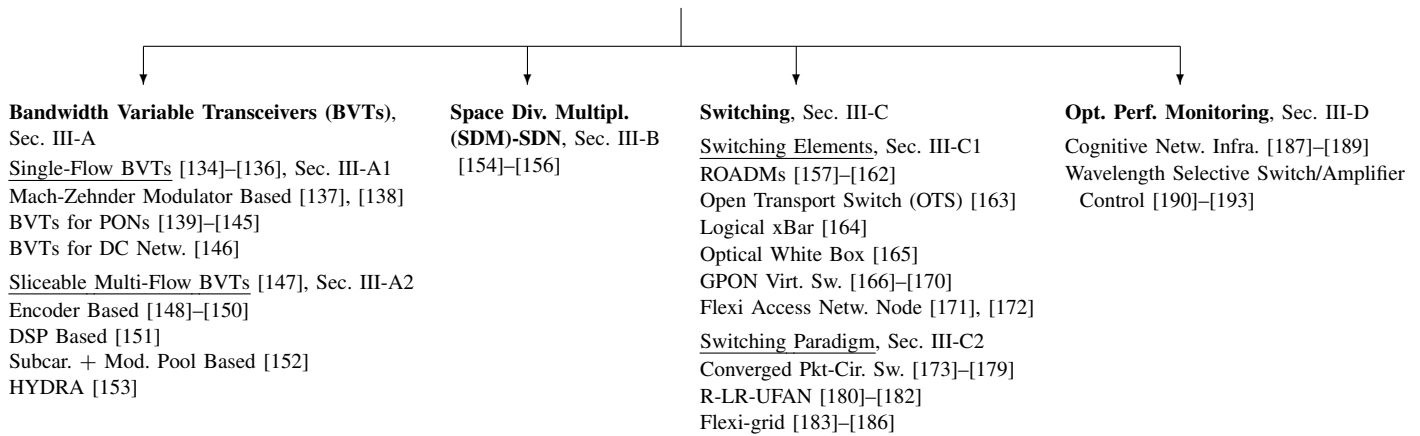 Bandwidth Variable Transceivers (BVTs),
Sec. III-A
Single-Flow BVTs [134]–[136], Sec. III-A1
Mach-Zehnder Modulator Based [137], [138]
BVTs for PONs [139]–[145]
BVTs for DC Netw. [146]
Sliceable Multi-Flow BVTs [147], Sec. III-A2
Encoder Based [148]–[150]
DSP Based [151]
Subcar. + Mod. Pool Based [152]
HYDRA [153]
Space Div. Multipl.
(SDM)-SDN, Sec. III-B
[154]–[156]
Switching, Sec. III-C
Switching Elements, Sec. III-C1
ROADMs [157]–[162]
Open Transport Switch (OTS) [163]
Logical xBar [164]
Optical White Box [165]
GPON Virt. Sw. [166]–[170]
Flexi Access Netw. Node [171], [172]
Switching Paradigm, Sec. III-C2
Converged Pkt-Cir. Sw. [173]–[179]
R-LR-UFAN [180]–[182]
Flexi-grid [183]–[186]
Opt. Perf. Monitoring, Sec. III-D
Cognitive Netw. Infra. [187]–[189]
Wavelength Selective Switch/Amplifier
Control [190]–[193]